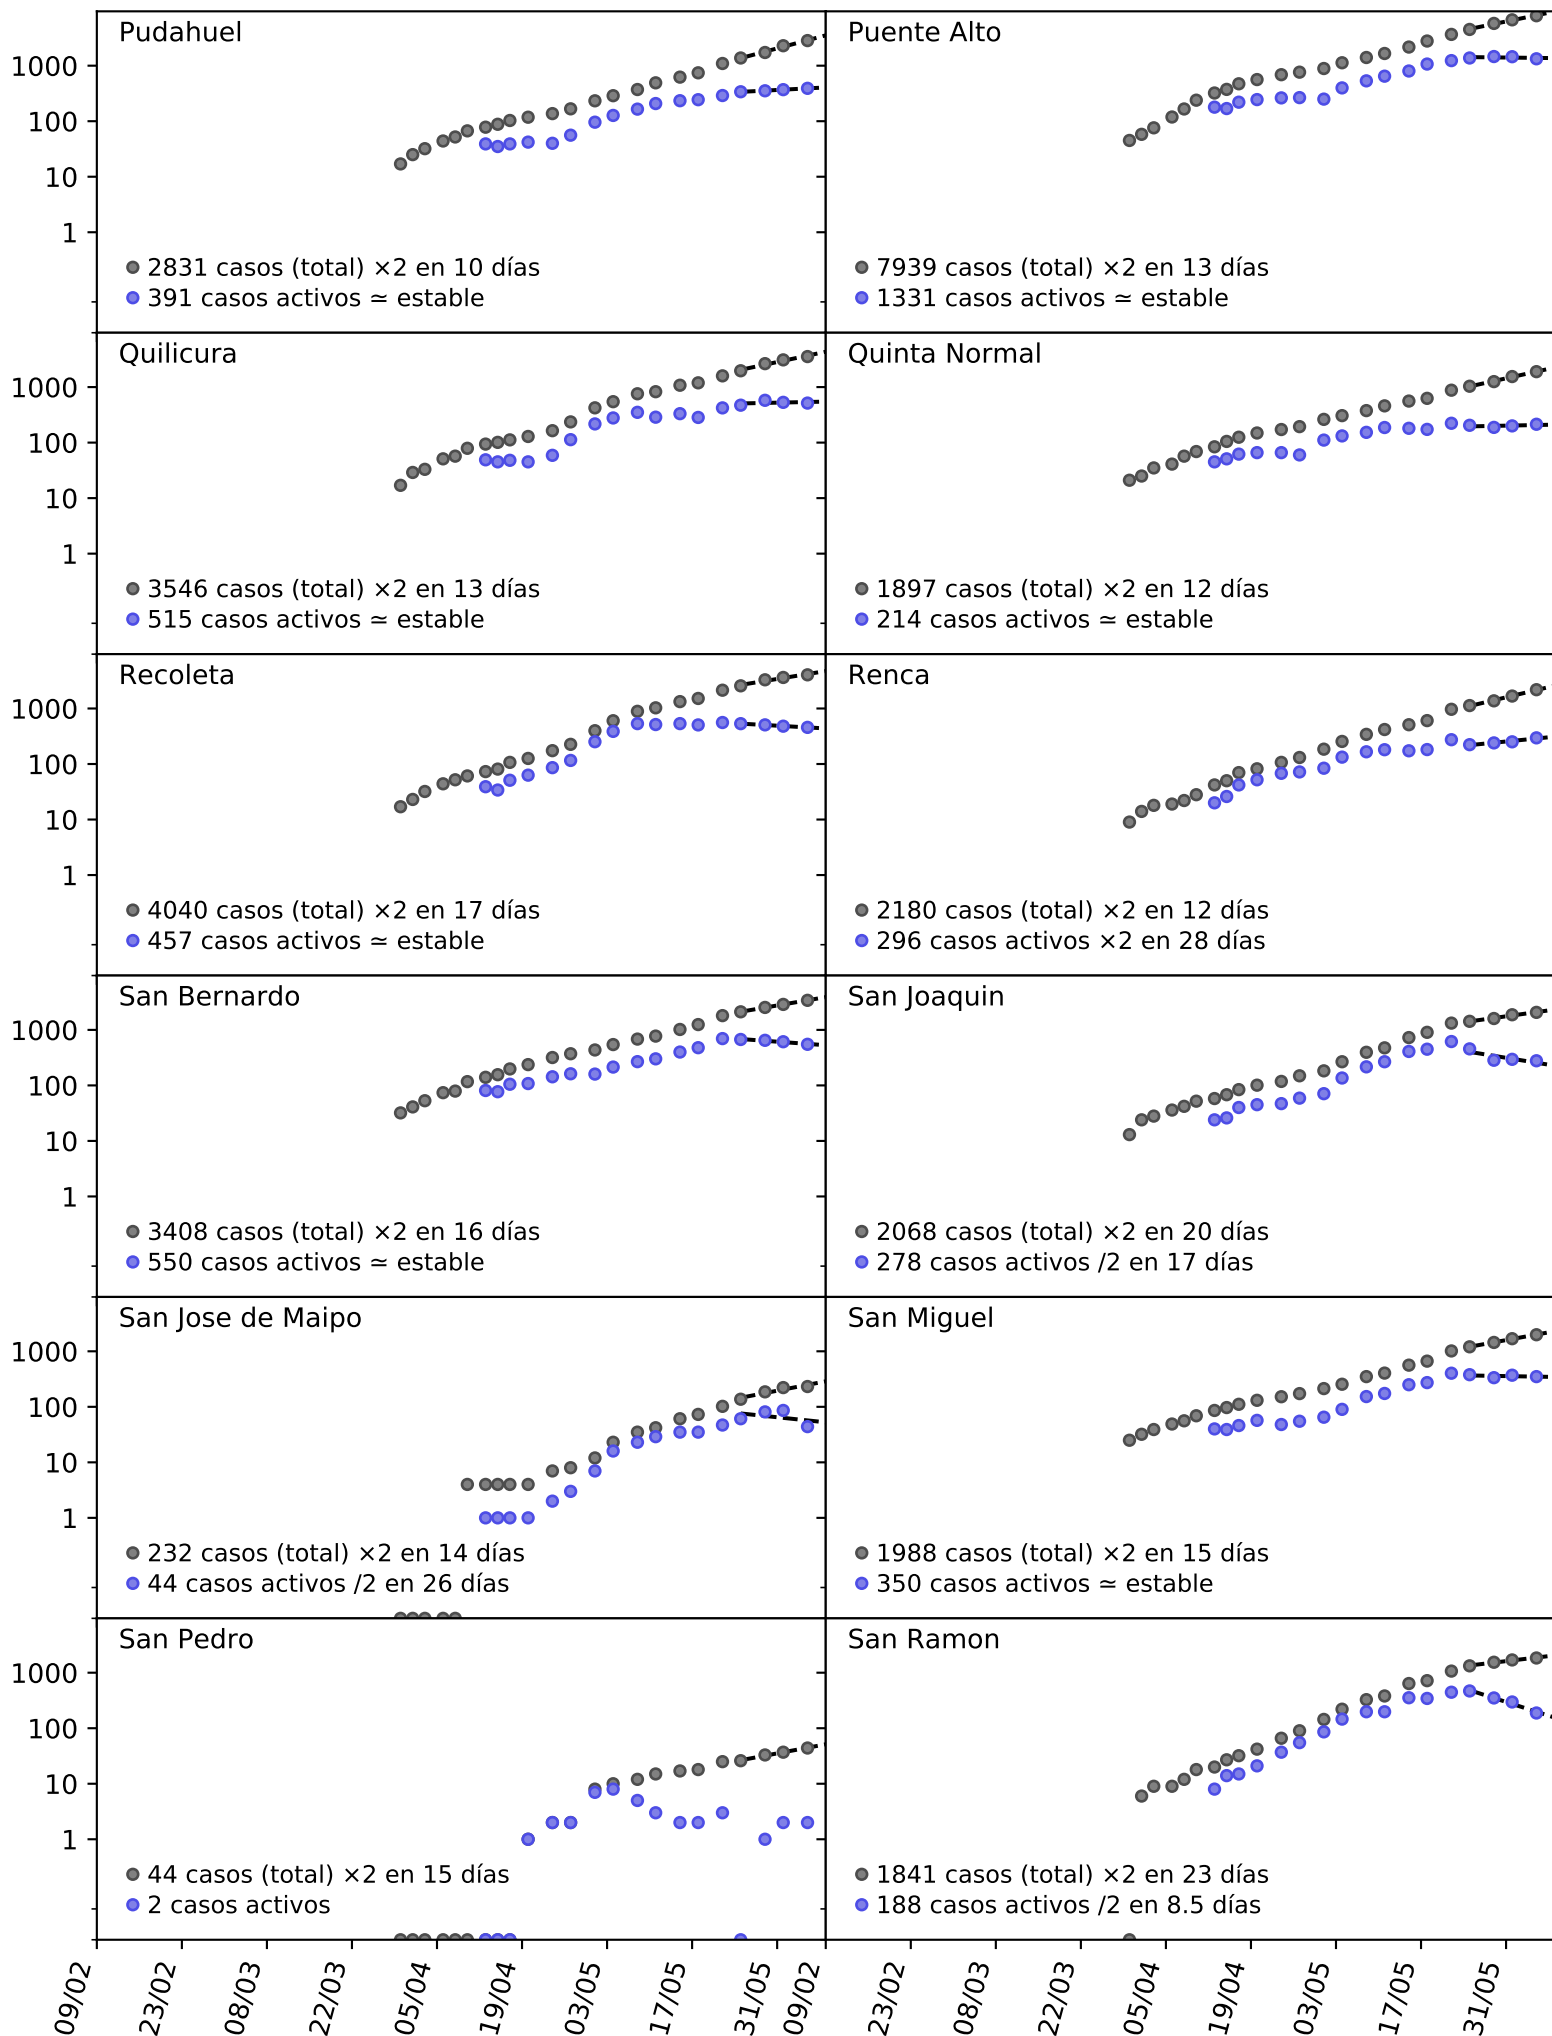 Pudahuel
1000
100
10
1
2831 casos (total) ×2 en 10 días
391 casos activos ≃ estable
Puente Alto
7939 casos (total) ×2 en 13 días
1331 casos activos ≃ estable
Quilicura
1000
100
10
1
3546 casos (total) ×2 en 13 días
515 casos activos ≃ estable
Quinta Normal
1897 casos (total) ×2 en 12 días
214 casos activos ≃ estable
Recoleta
1000
100
10
1
4040 casos (total) ×2 en 17 días
457 casos activos ≃ estable
Renca
2180 casos (total) ×2 en 12 días
296 casos activos ×2 en 28 días
San Bernardo
1000
100
10
1
3408 casos (total) ×2 en 16 días
550 casos activos ≃ estable
San Joaquin
2068 casos (total) ×2 en 20 días
278 casos activos /2 en 17 días
San Jose de Maipo
1000
100
10
1
232 casos (total) ×2 en 14 días
44 casos activos /2 en 26 días
San Miguel
1988 casos (total) ×2 en 15 días
350 casos activos ≃ estable
San Pedro
1000
100
10
1
44 casos (total) ×2 en 15 días
2 casos activos
San Ramon
1841 casos (total) ×2 en 23 días
188 casos activos /2 en 8.5 días
09/02
23/02
08/03
22/03
05/04
19/04
03/05
17/05
31/05
09/02
23/02
08/03
22/03
05/04
19/04
03/05
17/05
31/05